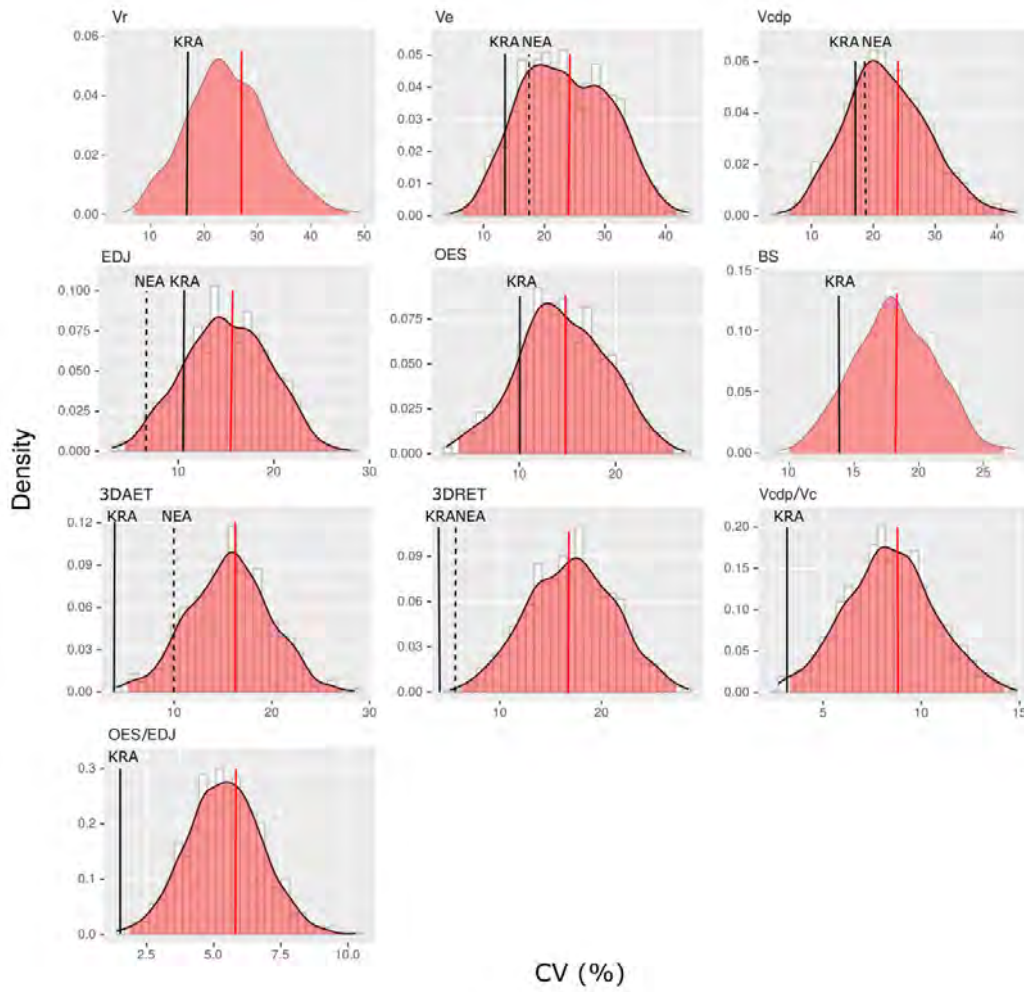 Vr Ve Vcdp
KRA KRA NEA KRA NEA
0.06 0.05 0.06
0.04 0.04 0.04
0.03
0.02 0.02 0.02
0.01
0.00 0.00 0.00
10 20 30 40 50 10 20 30 40 10 20 30 40
EDJ OES BS
NEA KRA KRA KRA
0.100 0.075 0.15
0.075 0.10
0.050 0.050 0.05
0.025 0.025
0.000 0.000 0.00
10 20 30 10 20 10 15 20 25
3DAET 3DRET Vcdp/Vc
KRA NEA KRA NEA KRA
0.12 0.09 0.20
0.09 0.06 0.15
0.06 0.03 0.10
0.03 0.05
0.00 0.00 0.00
10 20 30 10 20 5 10 15
OES/EDJ
KRA
0.3
0.2
0.1
0.0
2.5 5.0 7.5 10.0
Density
CV (%)